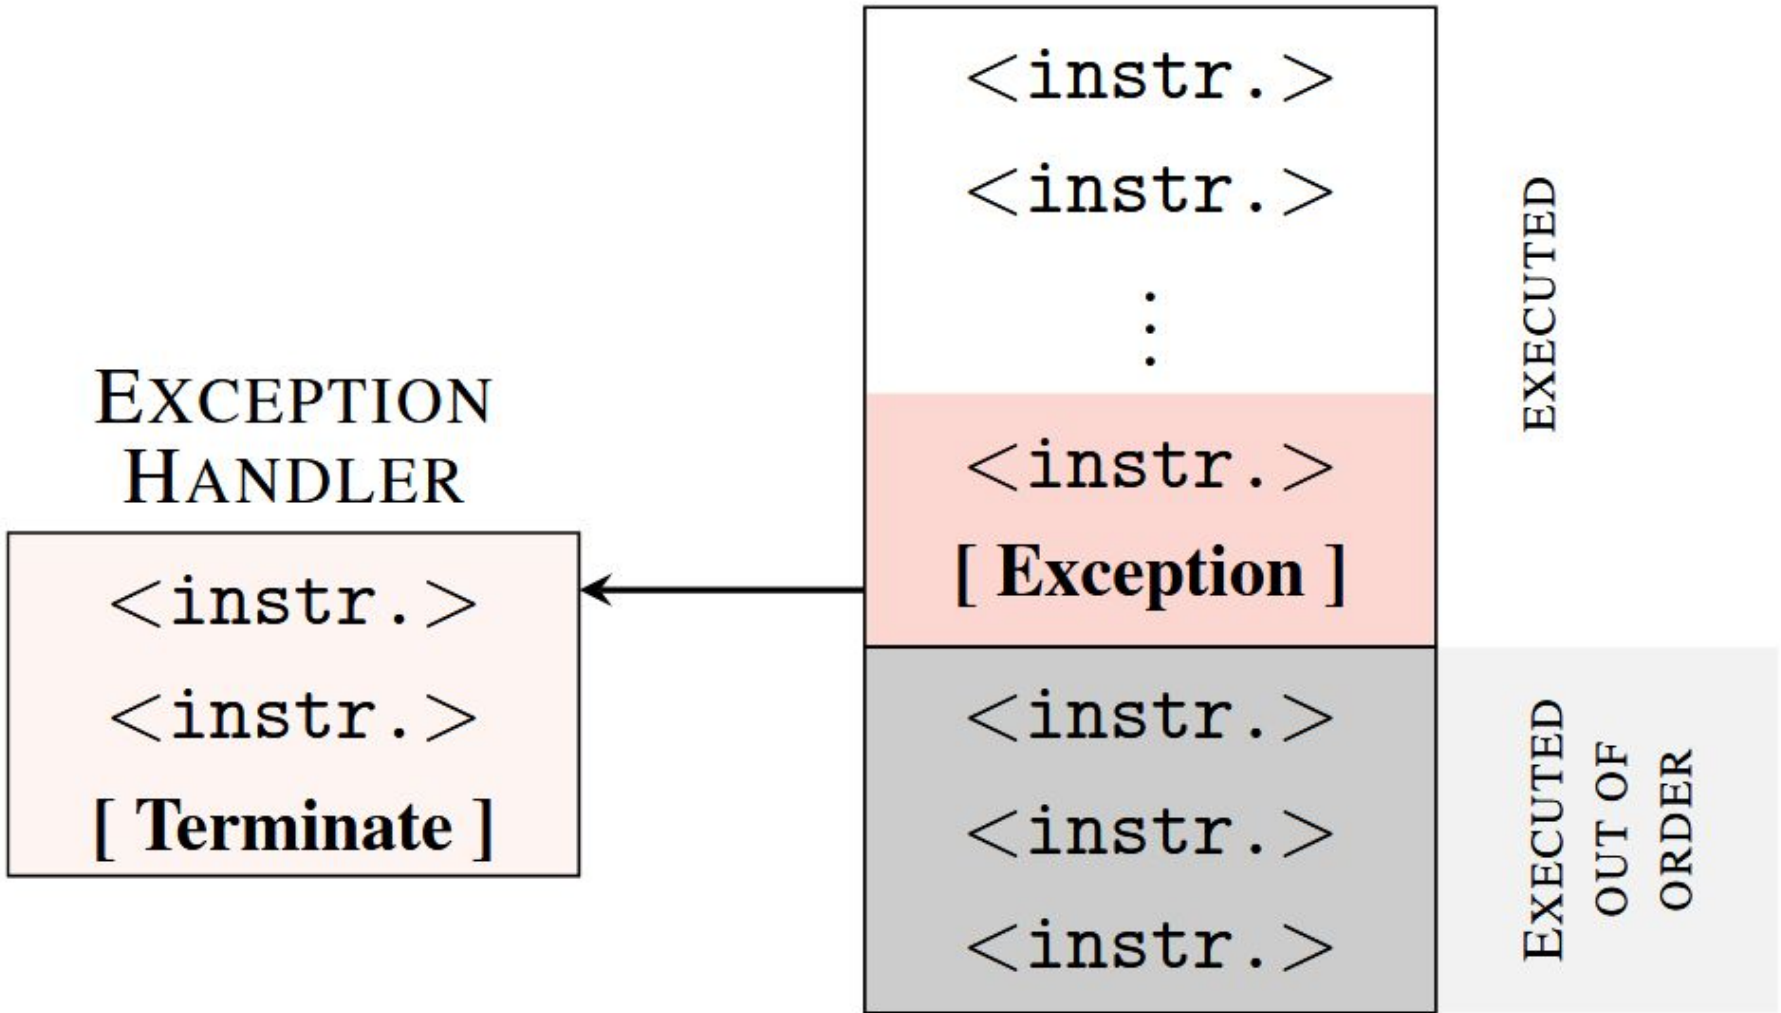 EXCEPTION
HANDLER
<instr.>
<instr.>
[ Terminate ]
<instr.>
<instr.>
⋮
<instr.>
[ Exception ]
<instr.>
<instr.>
<instr.>
EXECUTED
EXECUTED
OUT OF
ORDER